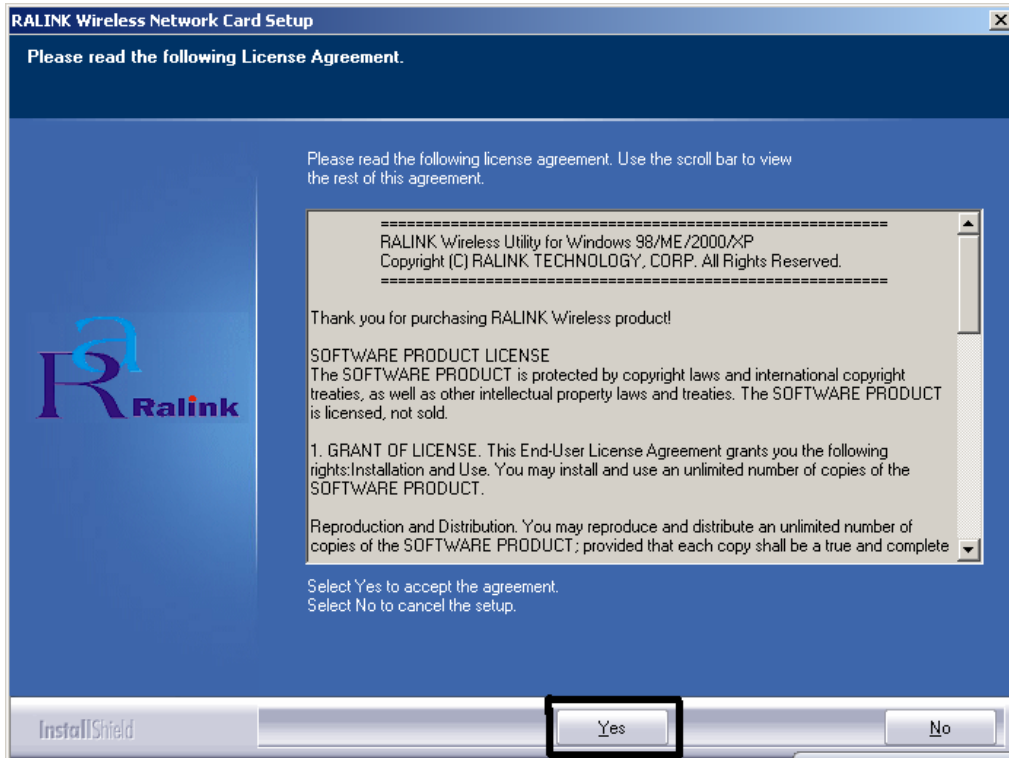 RALINK Wireless Network Card Setup
Please read the following License Agreement.
Please read the following license agreement. Use the scroll bar to view
the rest of this agreement.
==========================================================
RALINK Wireless Utility for Windows 98/ME/2000/XP
Copyright (C) RALINK TECHNOLOGY, CORP. All Rights Reserved.
==========================================================
Thank you for purchasing RALINK Wireless product!
SOFTWARE PRODUCT LICENSE
The SOFTWARE PRODUCT is protected by copyright laws and international copyright
treaties, as well as other intellectual property laws and treaties. The SOFTWARE PRODUCT
is licensed, not sold.
1. GRANT OF LICENSE. This End-User License Agreement grants you the following
rights:Installation and Use. You may install and use an unlimited number of copies of the
SOFTWARE PRODUCT.
Reproduction and Distribution. You may reproduce and distribute an unlimited number of
copies of the SOFTWARE PRODUCT; provided that each copy shall be a true and complete
Ra
Ralink
Select Yes to accept the agreement.
Select No to cancel the setup.
InstallShield
Yes
No